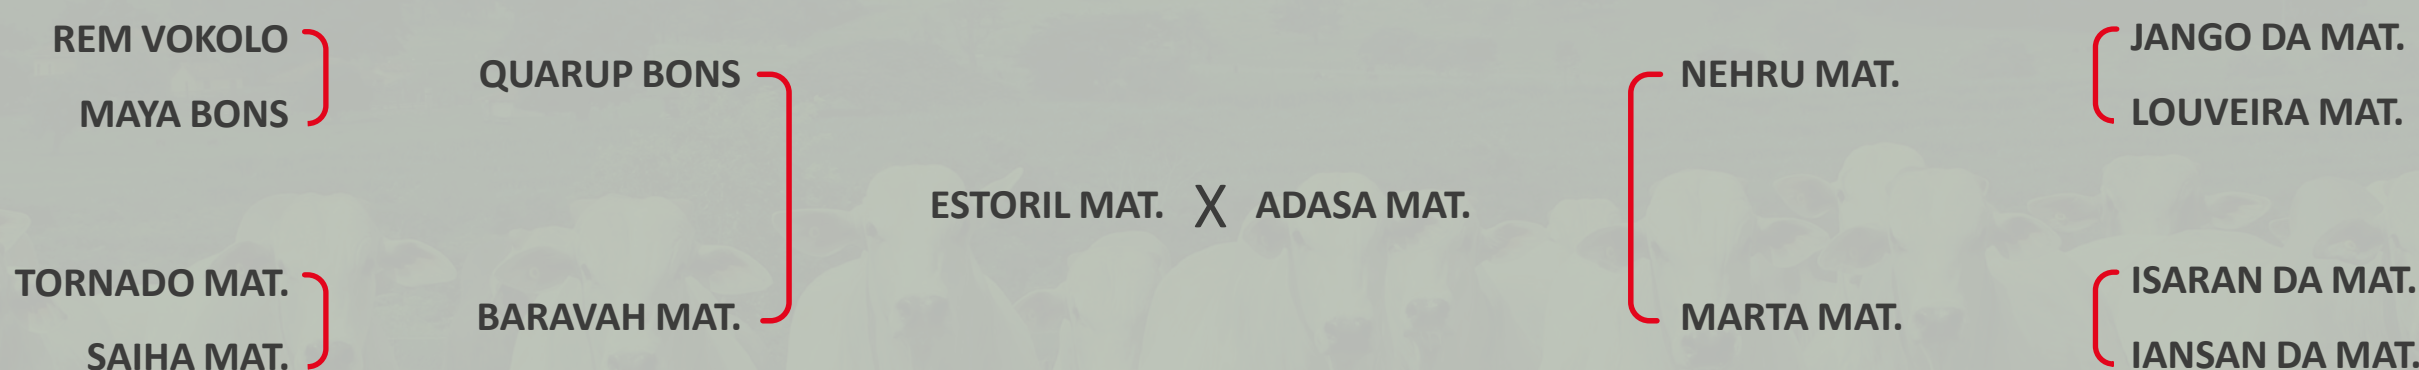 REM VOKOLO
MAYA BONS
QUARUP BONS
TORNADO MAT.
SAIHA MAT.
BARAVAH MAT.
ESTORIL MAT. X ADASA MAT.
NEHRU MAT.
MARTA MAT.
JANGO DA MAT.
LOUVEIRA MAT.
ISARAN DA MAT.
IANSAN DA MAT.